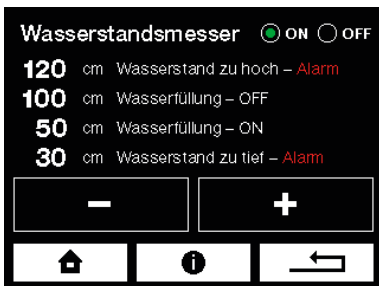 Wasserstandsmesser ON OFF
120 cm Wasserstand zu hoch – Alarm
100 cm Wasserfüllung – OFF
50 cm Wasserfüllung – ON
30 cm Wasserstand zu tief – Alarm
– +
i